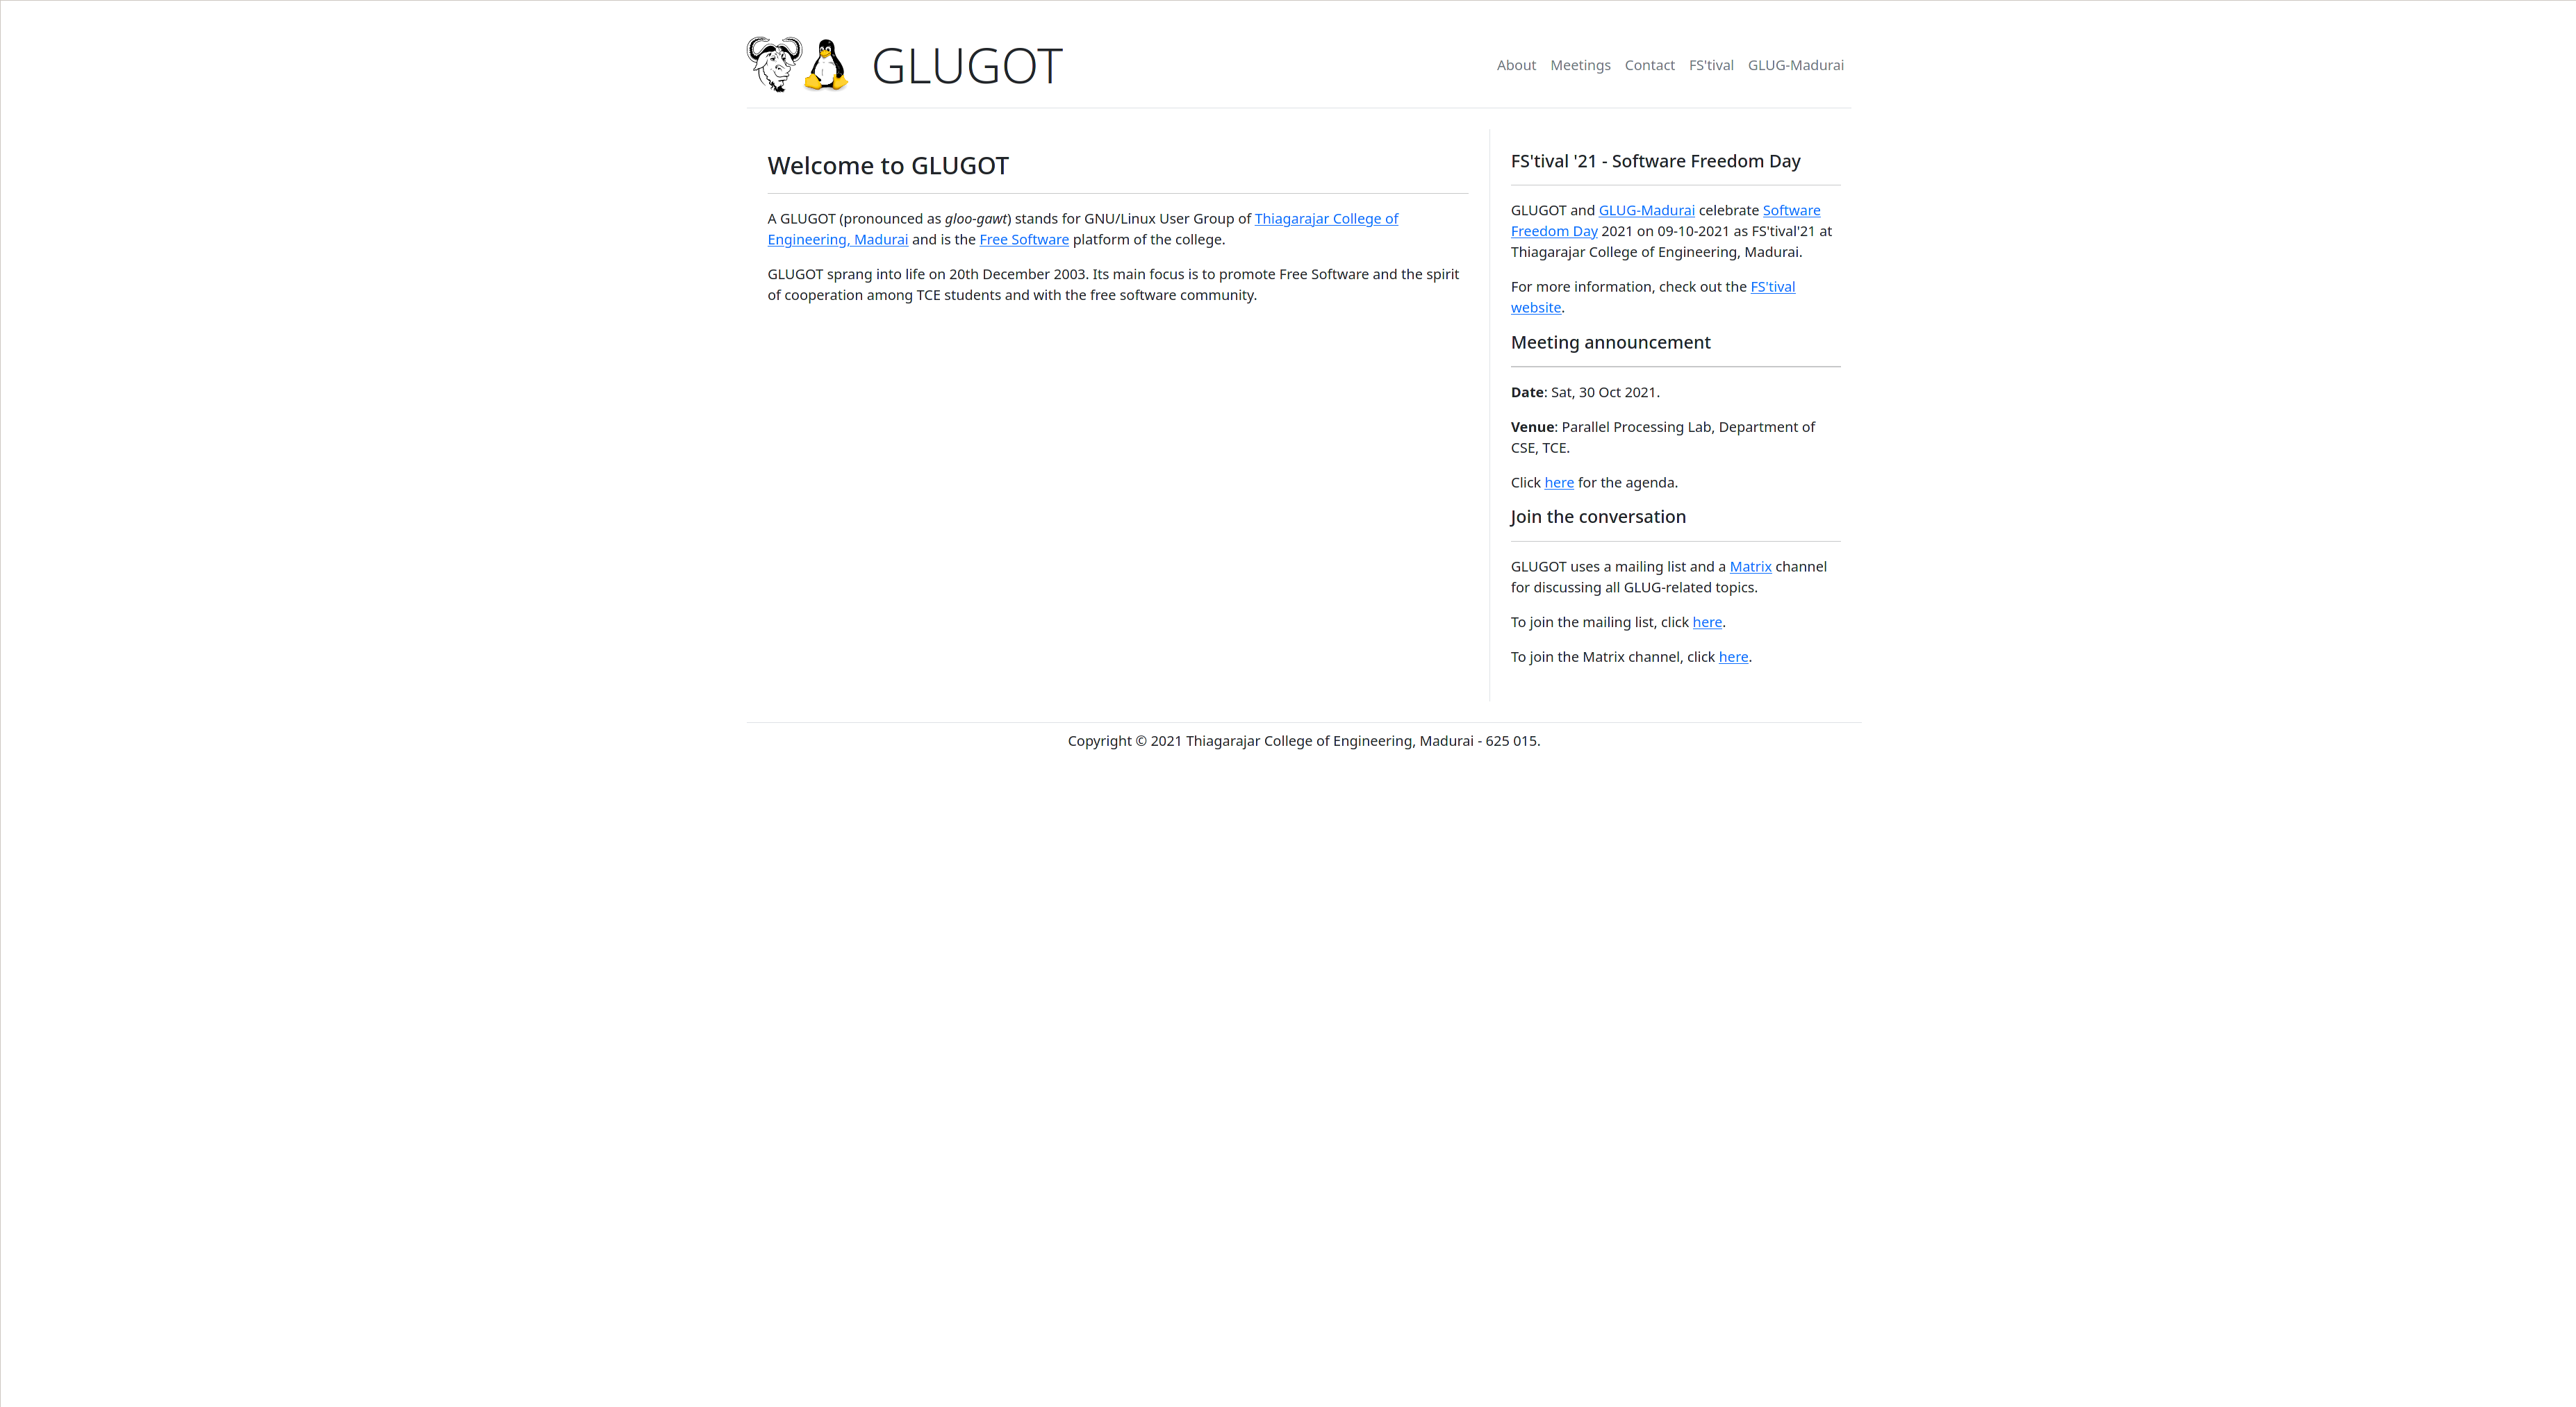 GLUGOT
About Meetings Contact FS'tival GLUG-Madurai
Welcome to GLUGOT
A GLUGOT (pronounced as gloo-gawt) stands for GNU/Linux User Group of Thiagarajar College of
Engineering, Madurai and is the Free Software platform of the college.
GLUGOT sprang into life on 20th December 2003. Its main focus is to promote Free Software and the spirit
of cooperation among TCE students and with the free software community.
FS'tival '21 - Software Freedom Day
GLUGOT and GLUG-Madurai celebrate Software
Freedom Day 2021 on 09-10-2021 as FS'tival'21 at
Thiagarajar College of Engineering, Madurai.
For more information, check out the FS'tival
website.
Meeting announcement
Date: Sat, 30 Oct 2021.
Venue: Parallel Processing Lab, Department of
CSE, TCE.
Click here for the agenda.
Join the conversation
GLUGOT uses a mailing list and a Matrix channel
for discussing all GLUG-related topics.
To join the mailing list, click here.
To join the Matrix channel, click here.
Copyright © 2021 Thiagarajar College of Engineering, Madurai - 625 015.